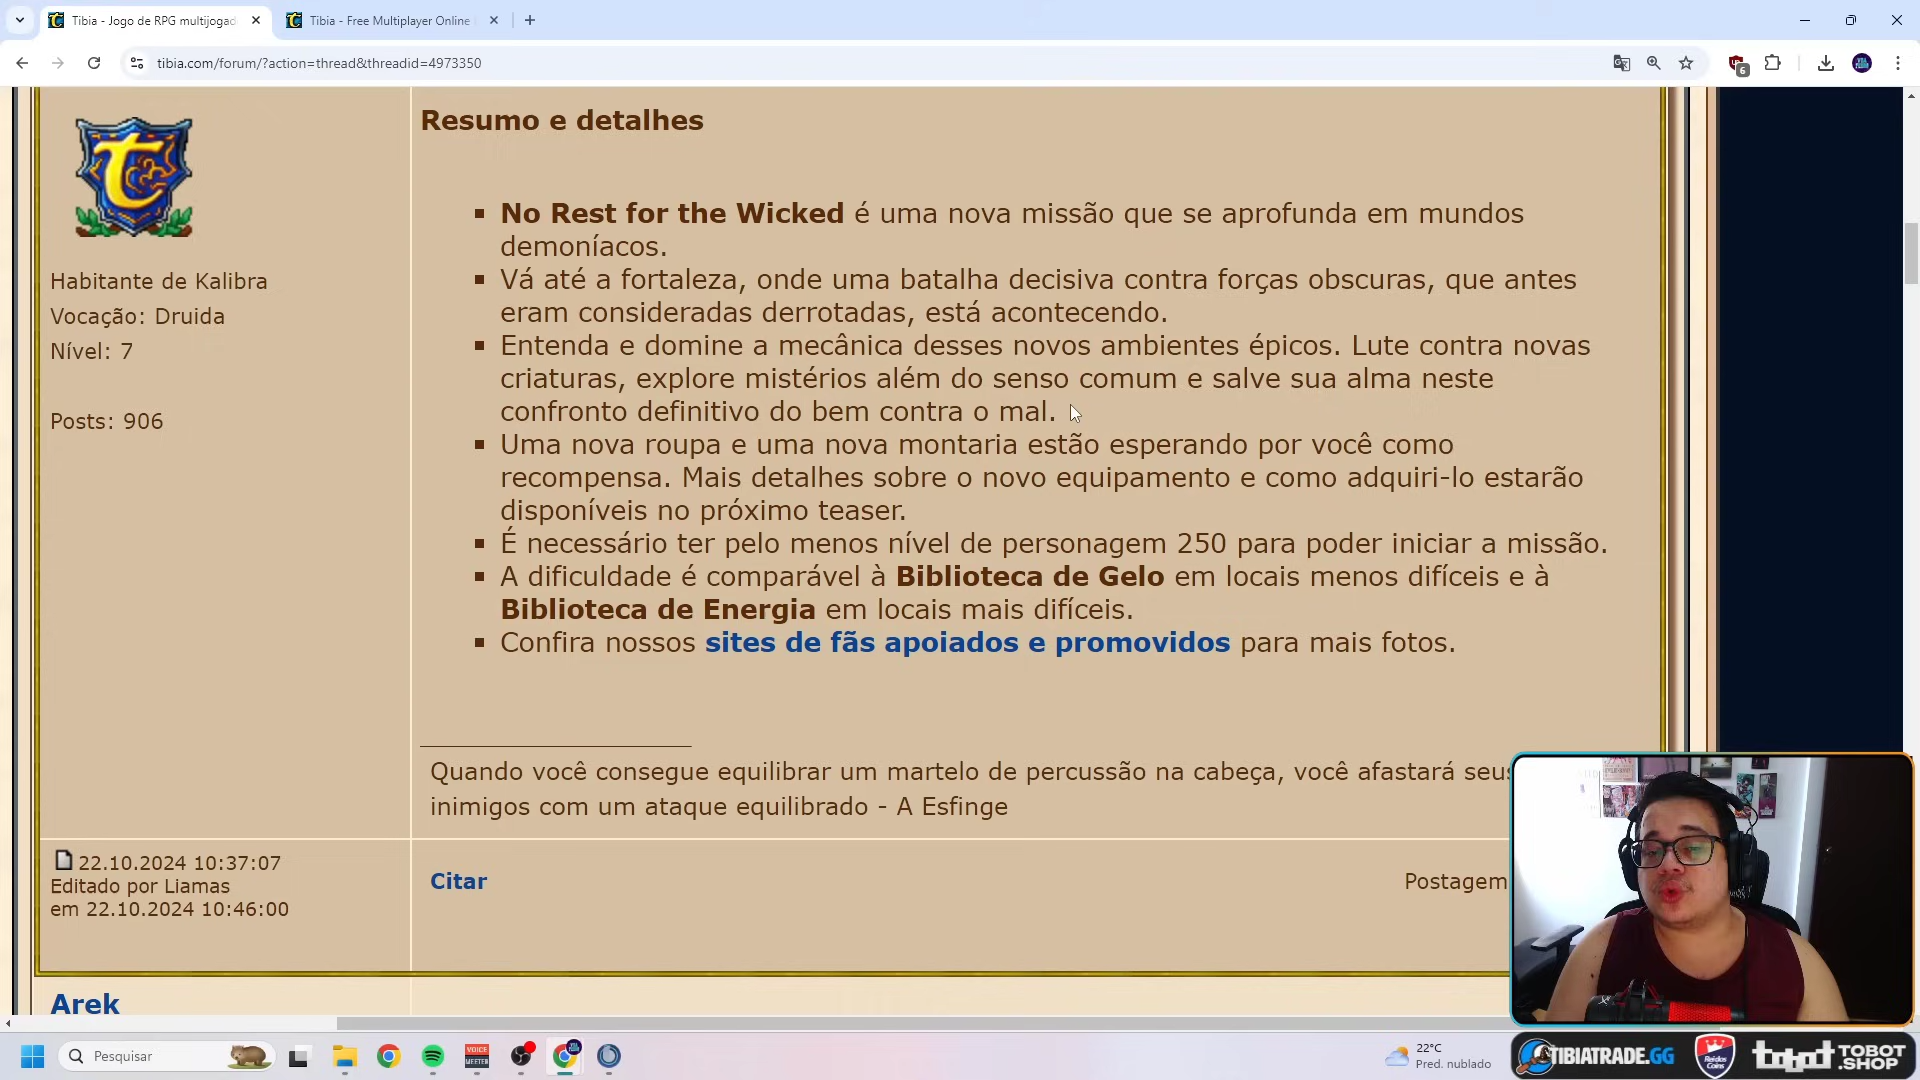 Tibia - Jogo de RPG multijogad
Tibia - Free Multiplayer Online
tibia.com/forum/?action=thread&threadid=4973350
6
Resumo e detalhes
Habitante de Kalibra
Vocação: Druida
Nível: 7
Posts: 906
No Rest for the Wicked é uma nova missão que se aprofunda em mundos
demoníacos.
Vá até a fortaleza, onde uma batalha decisiva contra forças obscuras, que antes
eram consideradas derrotadas, está acontecendo.
Entenda e domine a mecânica desses novos ambientes épicos. Lute contra novas
criaturas, explore mistérios além do senso comum e salve sua alma neste
confronto definitivo do bem contra o mal.
Uma nova roupa e uma nova montaria estão esperando por você como
recompensa. Mais detalhes sobre o novo equipamento e como adquiri-lo estarão
disponíveis no próximo teaser.
É necessário ter pelo menos nível de personagem 250 para poder iniciar a missão.
A dificuldade é comparável à Biblioteca de Gelo em locais menos difíceis e à
Biblioteca de Energia em locais mais difíceis.
Confira nossos sites de fãs apoiados e promovidos para mais fotos.
Quando você consegue equilibrar um martelo de percussão na cabeça, você afastará seus
inimigos com um ataque equilibrado - A Esfinge
22.10.2024 10:37:07
Editado por Liamas
em 22.10.2024 10:46:00
Citar
Postagem
Arek
Pesquisar
VOICE
MEETER
22°C
Pred. nublado
TIBIATRADE.GG
Rei dos
Coins
tobot
TOBOT
.SHOP